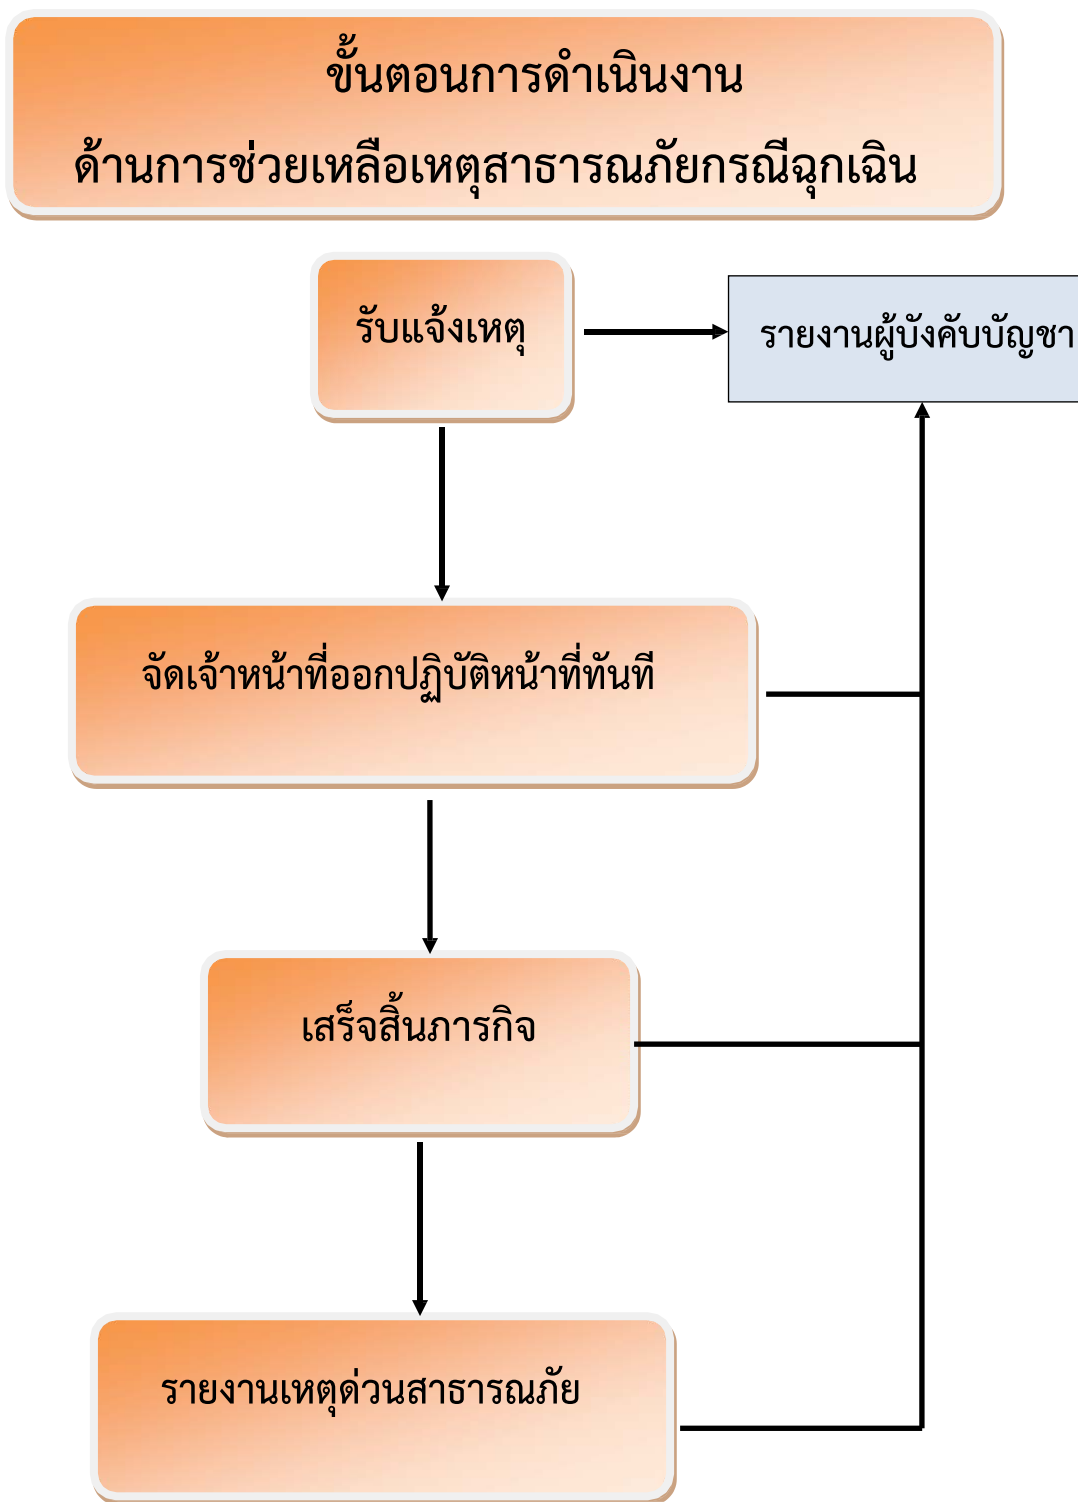 ขั้นตอนการดำเนินงาน
ด้านการช่วยเหลือเหตุสาธารณภัยกรณีฉุกเฉิน
รับแจ้งเหตุ
รายงานผู้บังคับบัญชา
จัดเจ้าหน้าที่ออกปฏิบัติหน้าที่ทันที
เสร็จสิ้นภารกิจ
รายงานเหตุด่วนสาธารณภัย